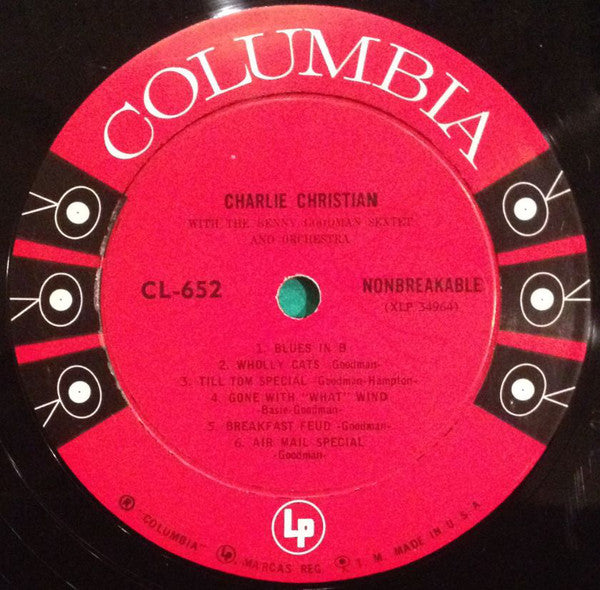 COLUMBIA
CHARLIE CHRISTIAN
WITH THE BENNY GOODMAN SEXTET
AND ORCHESTRA
CL-652
NONBREAKABLE
(XLP 34964)
1. BLUES IN B
2. WHOLLY CATS -Goodman-
3. TILL TOM SPECIAL -Goodman-Hampton-
4. GONE WITH "WHAT" WIND
-Basie-Goodman-
5. BREAKFAST FEUD -Goodman-
6. AIR MAIL SPECIAL
-Goodman-
Lp
® "COLUMBIA" Lp MARCAS REG. T. M. MADE IN U. S. A.